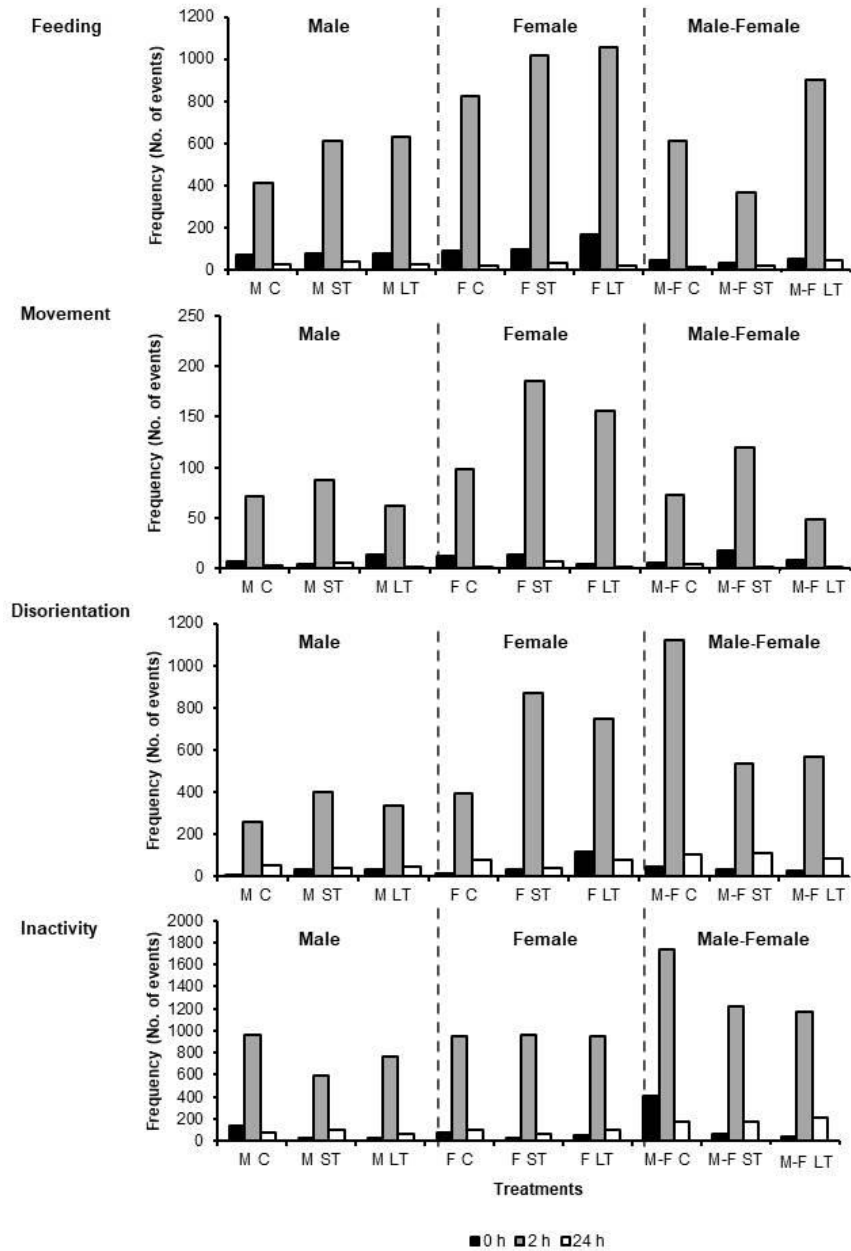 Feeding
Male Female Male-Female
Frequency (No. of events)
1200
1000
800
600
400
200
0
M C M ST M LT F C F ST F LT M-F C M-F ST M-F LT
Movement
Male Female Male-Female
Frequency (No. of events)
250
200
150
100
50
0
M C M ST M LT F C F ST F LT M-F C M-F ST M-F LT
Disorientation
Male Female Male-Female
Frequency (No. of events)
1200
1000
800
600
400
200
0
M C M ST M LT F C F ST F LT M-F C M-F ST M-F LT
Inactivity
Male Female Male-Female
Frequency (No. of events)
2000
1800
1600
1400
1200
1000
800
600
400
200
0
M C M ST M LT F C F ST F LT M-F C M-F ST M-F LT
Treatments
0 h 2 h 24 h